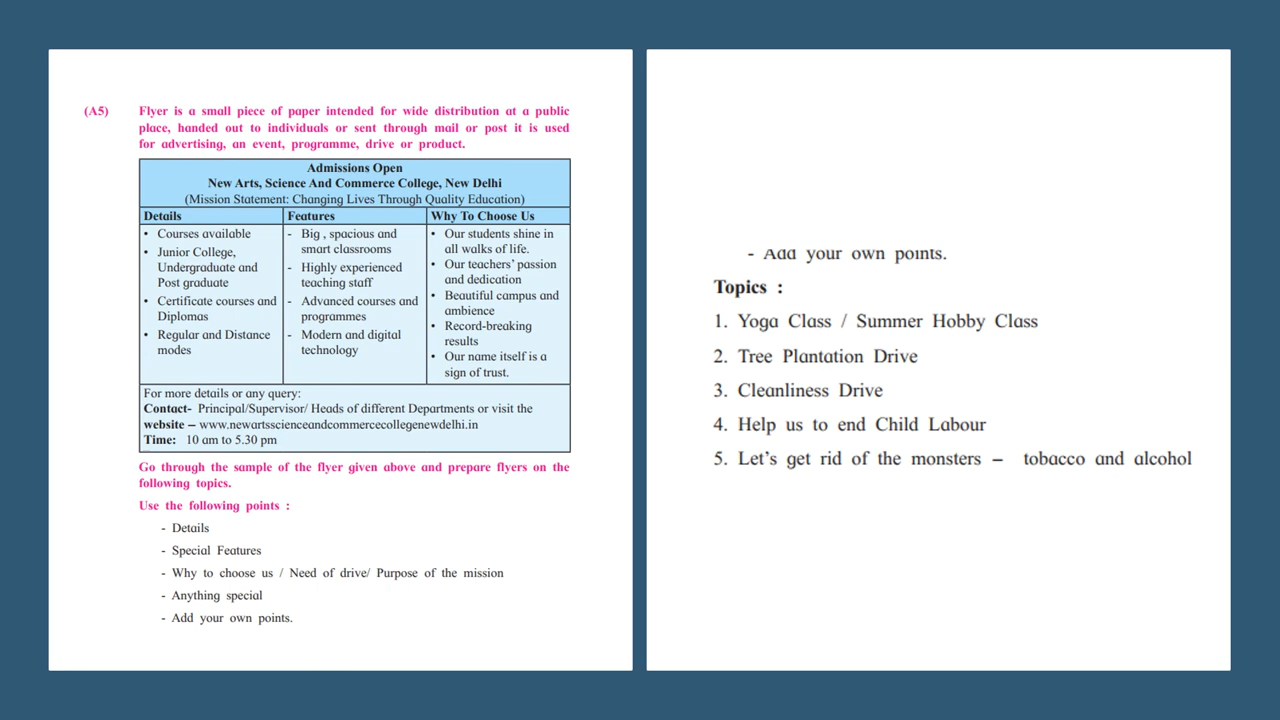 (A5) Flyer is a small piece of paper intended for wide distribution at a public
place, handed out to individuals or sent through mail or post it is used
for advertising, an event, programme, drive or product.
Admissions Open
New Arts, Science And Commerce College, New Delhi
(Mission Statement: Changing Lives Through Quality Education)
Details
• Courses available
• Junior College,
Undergraduate and
Post graduate
• Certificate courses and
Diplomas
• Regular and Distance
modes
Features
- Big , spacious and
smart classrooms
- Highly experienced
teaching staff
- Advanced courses and
programmes
- Modern and digital
technology
Why To Choose Us
• Our students shine in
all walks of life.
• Our teachers’ passion
and dedication
• Beautiful campus and
ambience
• Record-breaking
results
• Our name itself is a
sign of trust.
For more details or any query:
Contact- Principal/Supervisor/ Heads of different Departments or visit the
website – www.newartsscienceandcommercecollegenewdelhi.in
Time: 10 am to 5.30 pm
Go through the sample of the flyer given above and prepare flyers on the
following topics.
Use the following points :
- Details
- Special Features
- Why to choose us / Need of drive/ Purpose of the mission
- Anything special
- Add your own points.
- Add your own points.
Topics :
1. Yoga Class / Summer Hobby Class
2. Tree Plantation Drive
3. Cleanliness Drive
4. Help us to end Child Labour
5. Let’s get rid of the monsters – tobacco and alcohol